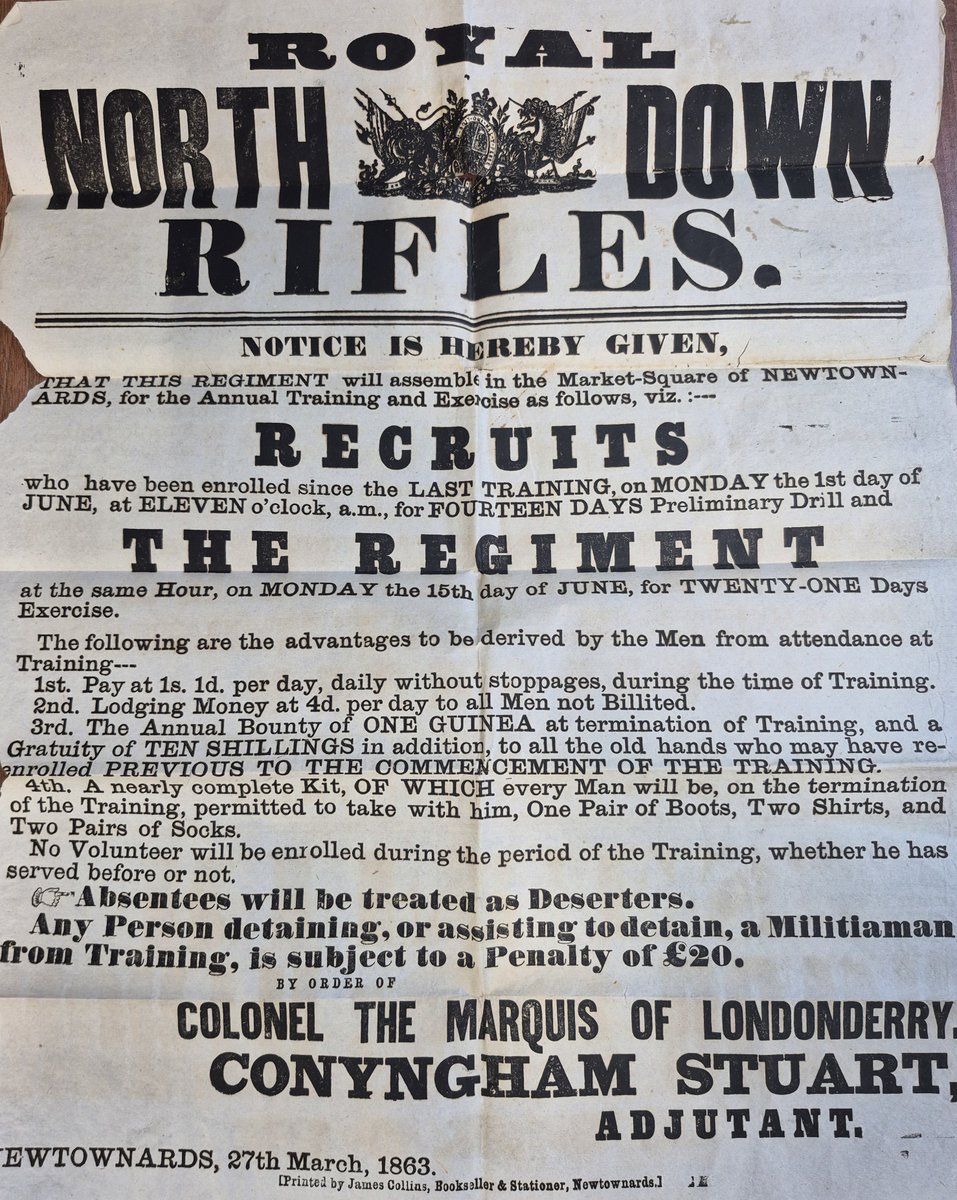 ROYAL
NORTH DOWN
RIFLES.
NOTICE IS HEREBY GIVEN,
THAT THIS REGIMENT will assemble in the Market-Square of NEWTOWN-
ARDS, for the Annual Training and Exercise as follows, viz. :---
RECRUITS
who have been enrolled since the LAST TRAINING, on MONDAY the 1st day of
JUNE, at ELEVEN o'clock, a.m., for FOURTEEN DAYS Preliminary Drill and
THE REGIMENT
at the same Hour, on MONDAY the 15th day of JUNE, for TWENTY-ONE Days
Exercise.
The following are the advantages to be derived by the Men from attendance at
Training---
1st. Pay at 1s. 1d. per day, daily without stoppages, during the time of Training.
2nd. Lodging Money at 4d. per day to all Men not Billited.
3rd. The Annual Bounty of ONE GUINEA at termination of Training, and a
Gratuity of TEN SHILLINGS in addition, to all the old hands who may have re-
enrolled PREVIOUS TO THE COMMENCEMENT OF THE TRAINING.
4th. A nearly complete Kit, OF WHICH every Man will be, on the termination
of the Training, permitted to take with him, One Pair of Boots, Two Shirts, and
Two Pairs of Socks.
No Volunteer will be enrolled during the period of the Training, whether he has
served before or not.
☞Absentees will be treated as Deserters.
Any Person detaining, or assisting to detain, a Militiaman
from Training, is subject to a Penalty of £20.
BY ORDER OF
COLONEL THE MARQUIS OF LONDONDERRY.
CONYNGHAM STUART,
ADJUTANT.
NEWTOWNARDS, 27th March, 1863.
[Printed by James Collins, Bookseller & Stationer, Newtownards.]